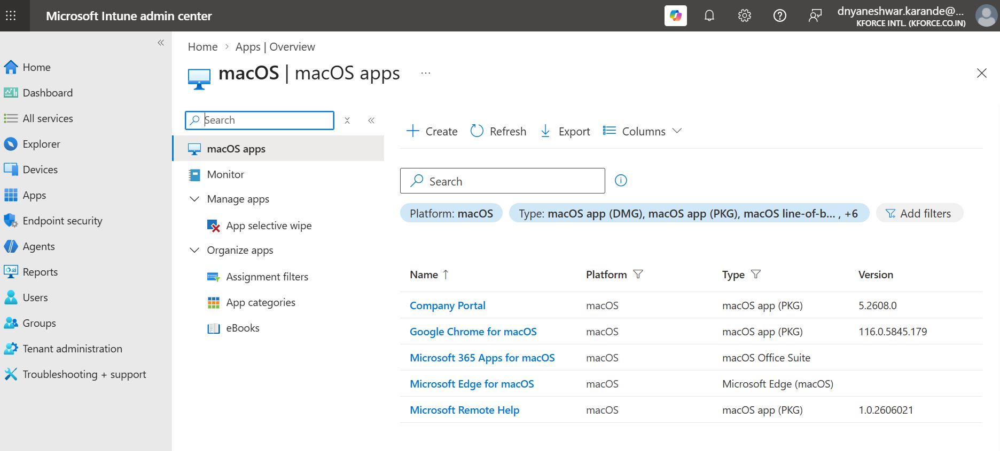 Microsoft Intune admin center
dnyaneshwar.karande@...
KFORCE INTL. (KFORCE.CO.IN)
Home
Dashboard
All services
Explorer
Devices
Apps
Endpoint security
Agents
Reports
Users
Groups
Tenant administration
Troubleshooting + support
Home > Apps | Overview
macOS | macOS apps ...
Search
macOS apps
Monitor
Manage apps
App selective wipe
Organize apps
Assignment filters
App categories
eBooks
Create Refresh Export Columns
Search
Platform: macOS Type: macOS app (DMG), macOS app (PKG), macOS line-of-b... , +6 Add filters
Name ↑ Platform Type Version
Company Portal macOS macOS app (PKG) 5.2608.0
Google Chrome for macOS macOS macOS app (PKG) 116.0.5845.179
Microsoft 365 Apps for macOS macOS macOS Office Suite
Microsoft Edge for macOS macOS Microsoft Edge (macOS)
Microsoft Remote Help macOS macOS app (PKG) 1.0.2606021